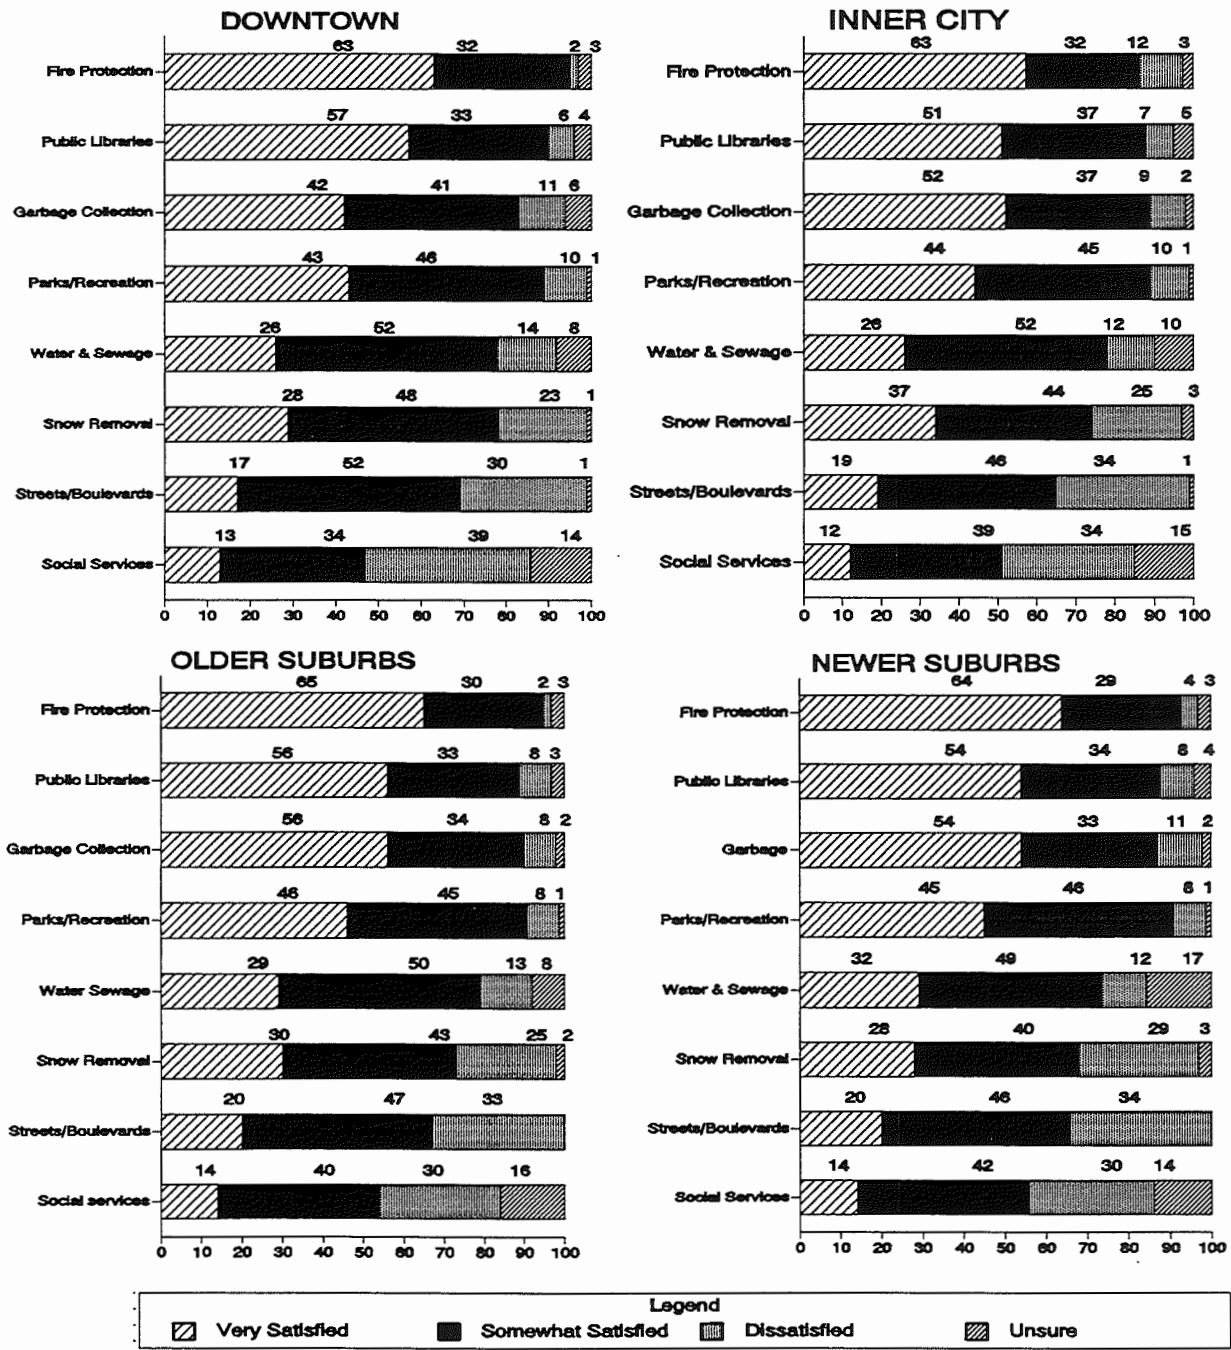 DOWNTOWN
63 32 2 3
Fire Protection
57 33 6 4
Public Libraries
42 41 11 6
Garbage Collection
43 46 10 1
Parks/Recreation
26 52 14 8
Water & Sewage
28 48 23 1
Snow Removal
17 52 30 1
Streets/Boulevards
13 34 39 14
Social Services
0 10 20 30 40 50 60 70 80 90 100
INNER CITY
63 32 12 3
Fire Protection
51 37 7 5
Public Libraries
52 37 9 2
Garbage Collection
44 45 10 1
Parks/Recreation
26 52 12 10
Water & Sewage
37 44 25 3
Snow Removal
19 46 34 1
Streets/Boulevards
12 39 34 15
Social Services
0 10 20 30 40 50 60 70 80 90 100
OLDER SUBURBS
65 30 2 3
Fire Protection
56 33 8 3
Public Libraries
56 34 8 2
Garbage Collection
46 45 8 1
Parks/Recreation
29 50 13 8
Water Sewage
30 43 25 2
Snow Removal
20 47 33
Streets/Boulevards
14 40 30 16
Social services
0 10 20 30 40 50 60 70 80 90 100
NEWER SUBURBS
64 29 4 3
Fire Protection
54 34 8 4
Public Libraries
54 33 11 2
Garbage
45 46 8 1
Parks/Recreation
32 49 12 17
Water & Sewage
28 40 29 3
Snow Removal
20 46 34
Streets/Boulevards
14 42 30 14
Social Services
0 10 20 30 40 50 60 70 80 90 100
Legend
Very Satisfied Somewhat Satisfied Dissatisfied Unsure